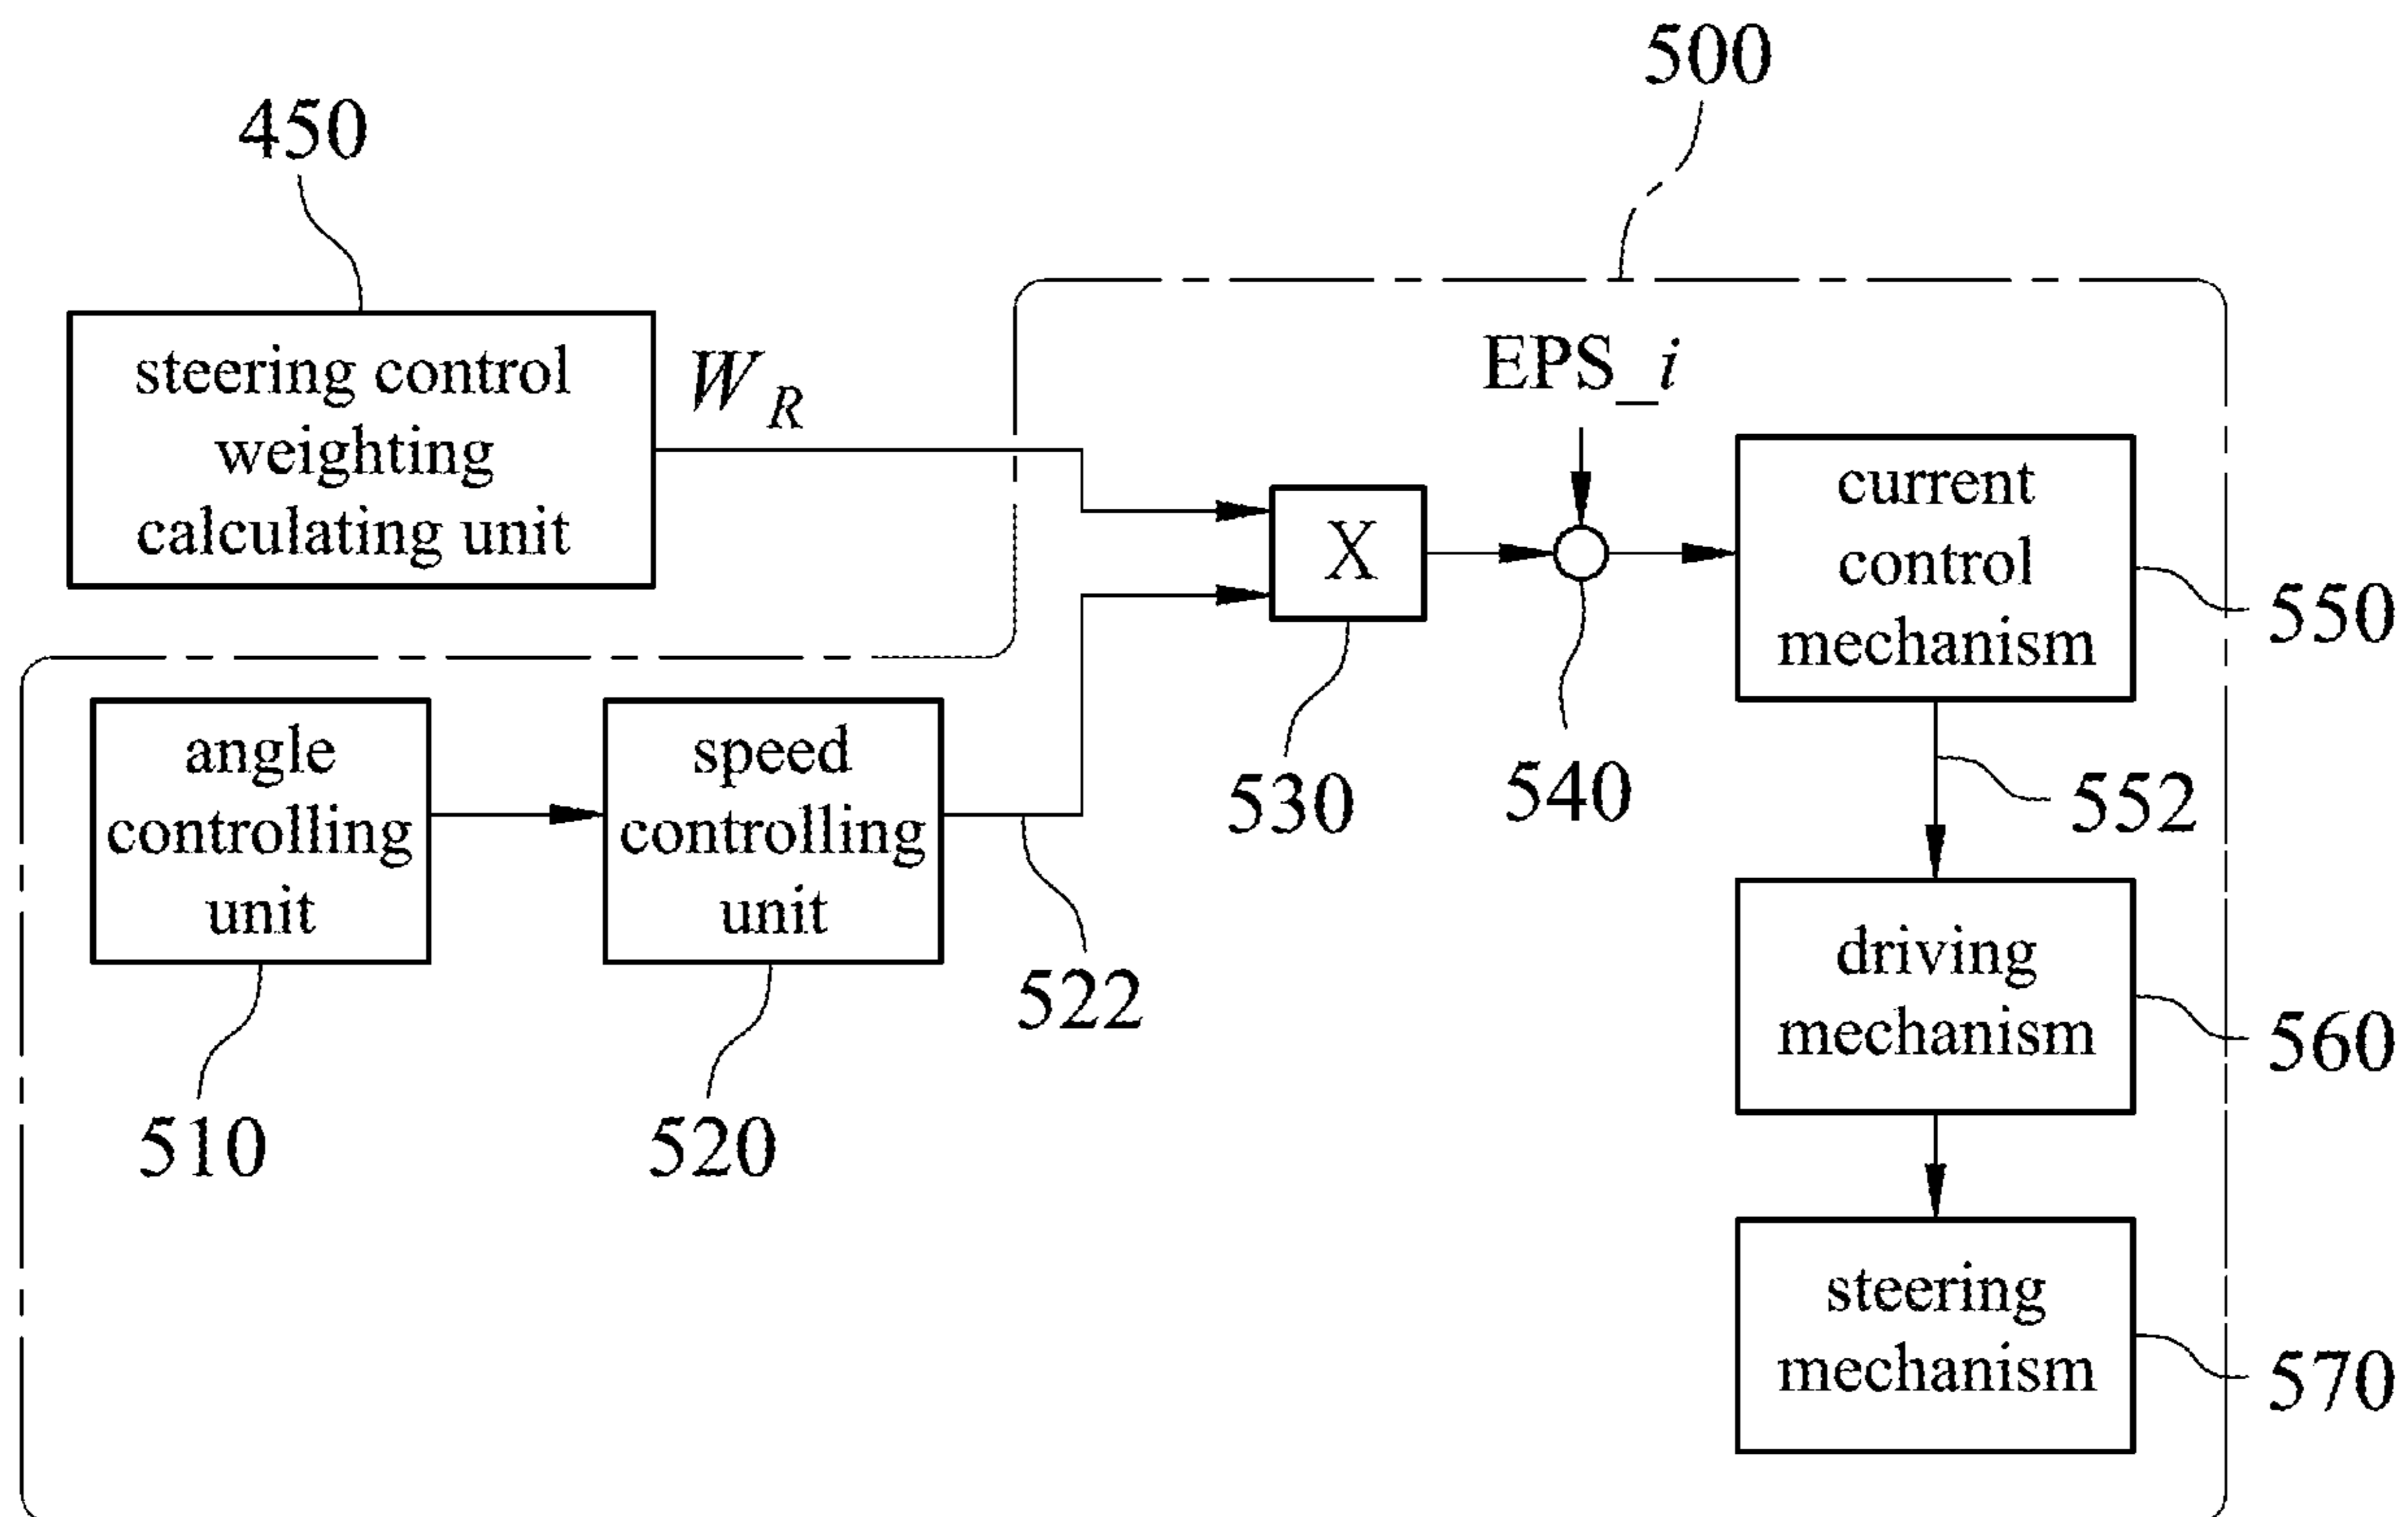 500
450
steering control
weighting
calculating unit
W R
EPS_i
X
current
control
mechanism
550
angle
controlling
unit
speed
controlling
unit
530
540
552
522
510
520
driving
mechanism
560
steering
mechanism
570